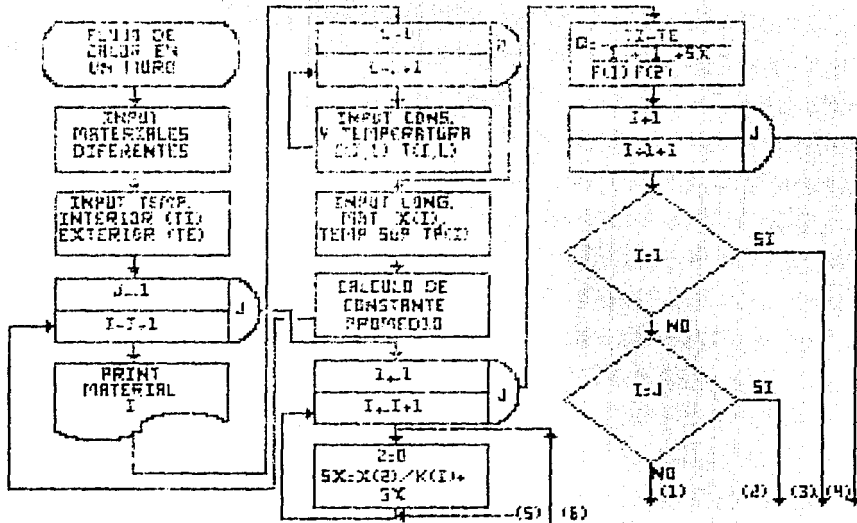 FLUJO DE
CALOR EN
UN MURO
INPUT
MATERIALES
DIFERENTES
INPUT TEMP.
INTERIOR (TI)
EXTERIOR (TE)
J
PRINT
MATERIAL
I
INPUT CONS.
Y TEMPERATURA
T(I,L)
INPUT LONG.
MAT X(I),
TEMP SUP TP(I)
CALCULO DE
CONSTANTE
PROMEDIO
I←1
I←I+1
J
Z=0
SX=X(2)/K(I)+
SX
(5)
(6)
TI-TE
1 + 1 +SX
F(1) F(2)
I←1
I←I+1
J
I=1
SI
NO
I=J
SI
NO
(1)
(2)
(3)
(4)